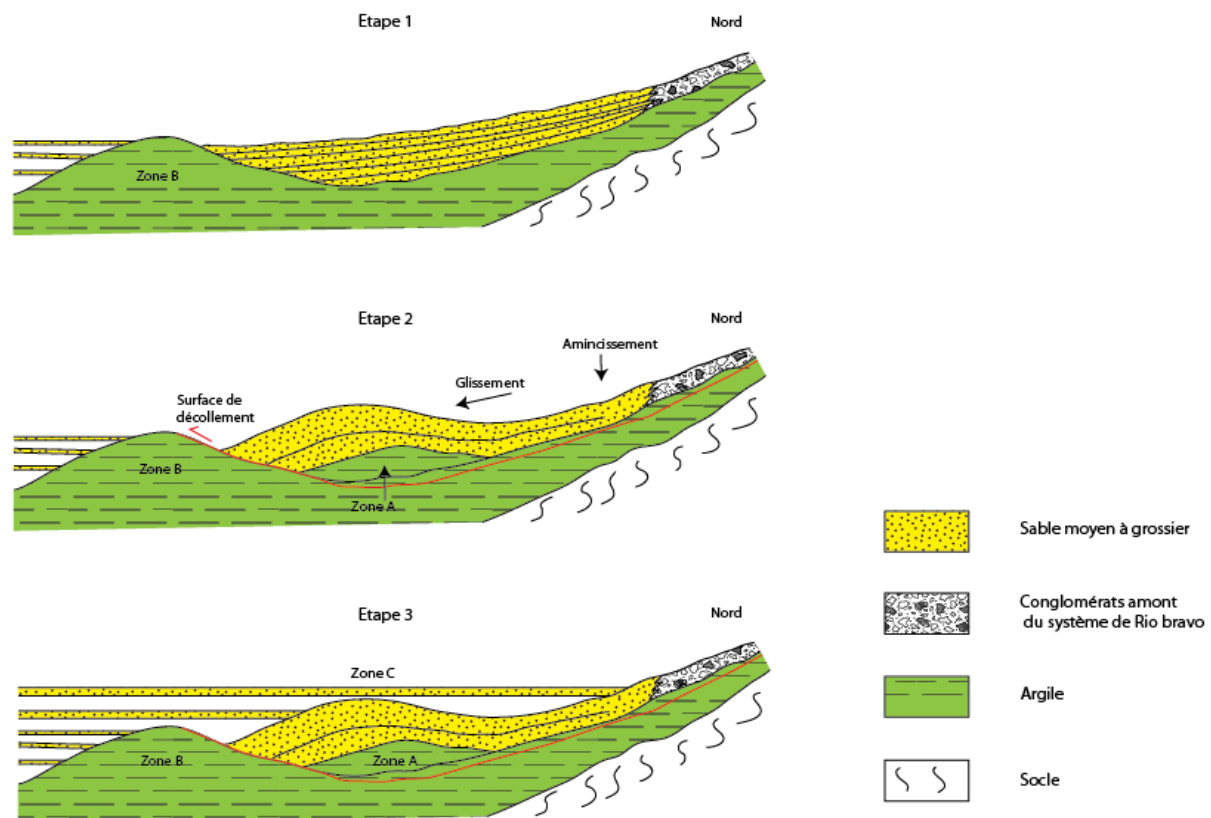 Etape 1
Nord
Zone B
Etape 2
Nord
Amincissement
Glissement
Surface de
décollement
Zone B
Zone A
Etape 3
Nord
Zone C
Zone B
Zone A
Sable moyen à grossier
Conglomérats amont
du système de Rio bravo
Argile
Socle